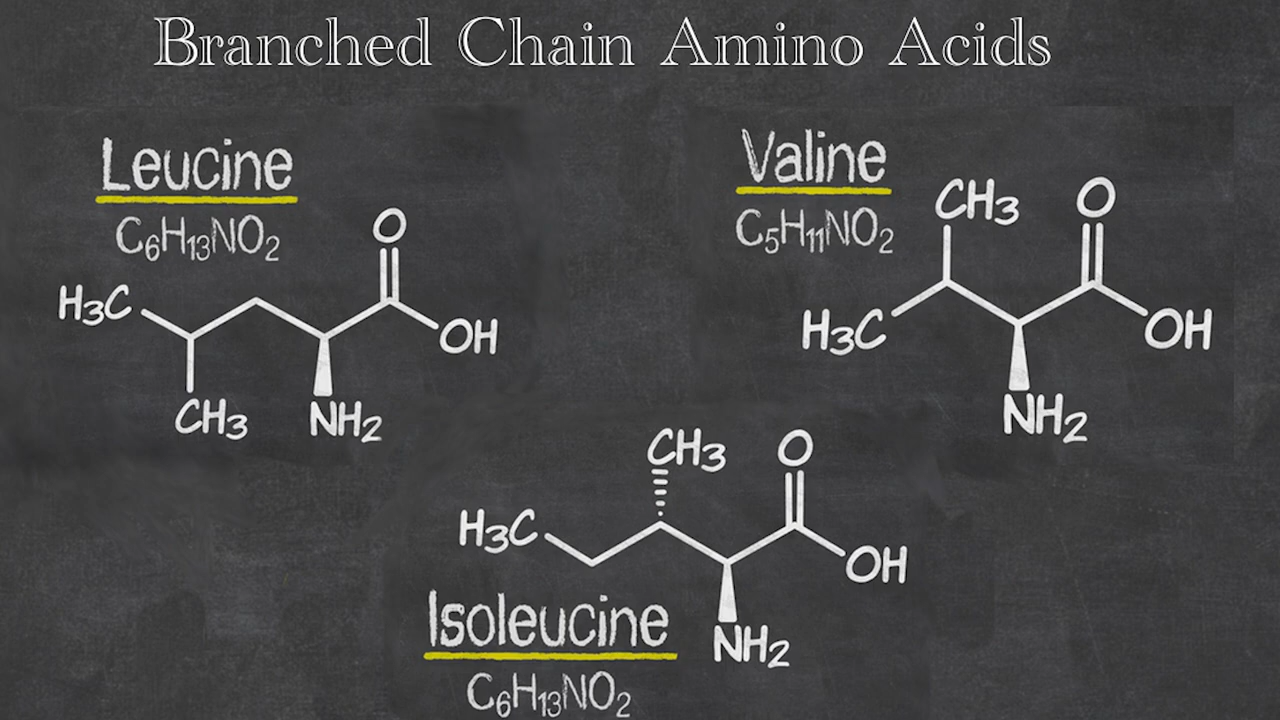 Branched Chain Amino Acids
Leucine
C₆H₁₃NO₂
O
H₃C
OH
CH₃
NH₂
Valine
C₅H₁₁NO₂
CH₃
O
H₃C
OH
NH₂
CH₃
O
H₃C
OH
NH₂
Isoleucine
C₆H₁₃NO₂